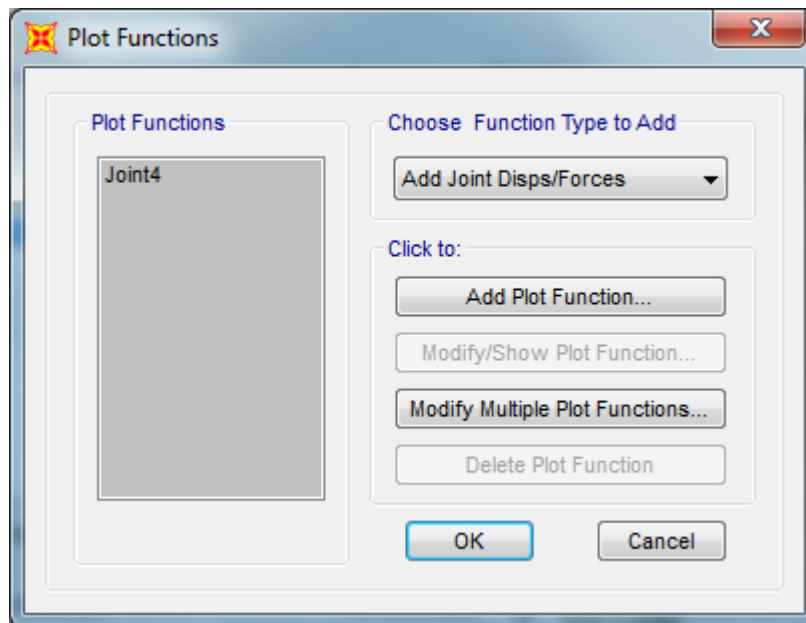 Plot Functions
Plot Functions
Joint4
Choose Function Type to Add
Add Joint Disps/Forces
Click to:
Add Plot Function...
Modify/Show Plot Function...
Modify Multiple Plot Functions...
Delete Plot Function
OK
Cancel